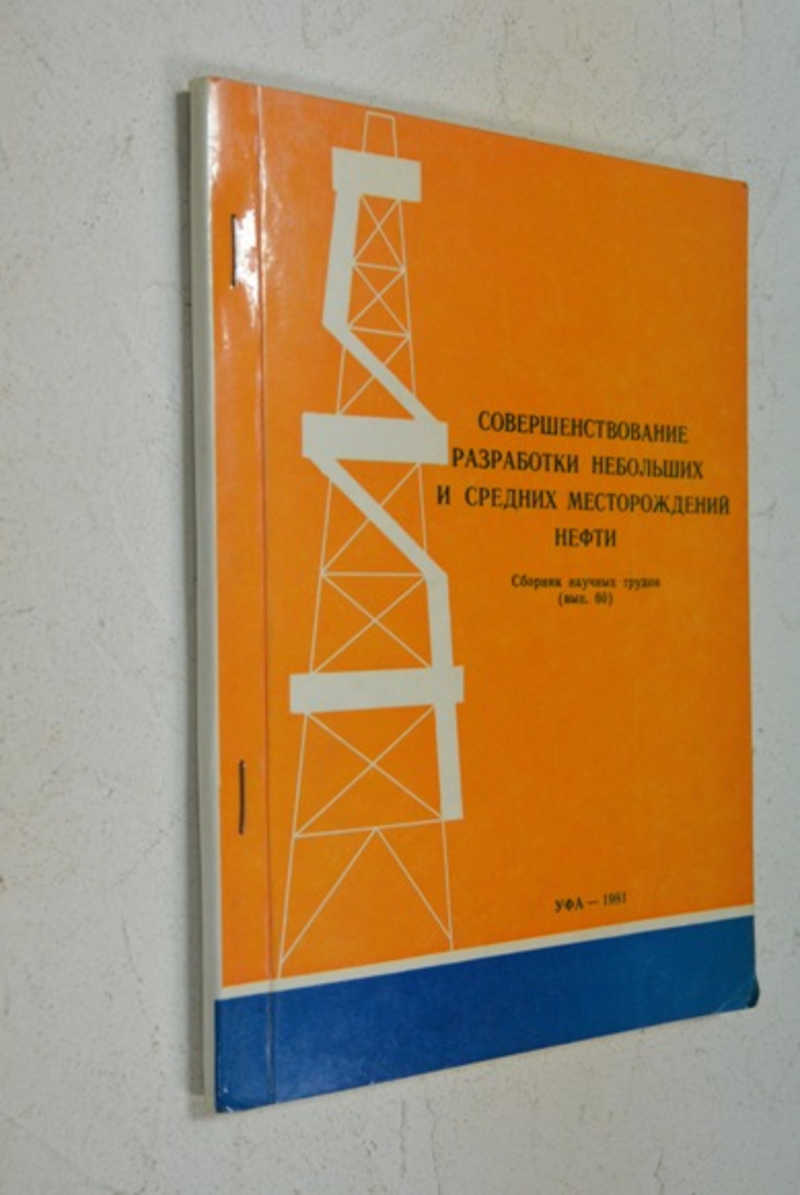 СОВЕРШЕНСТВОВАНИЕ
РАЗРАБОТКИ НЕБОЛЬШИХ
И СРЕДНИХ МЕСТОРОЖДЕНИЙ
НЕФТИ
Сборник научных трудов
(вып. 60)
УФА — 1981